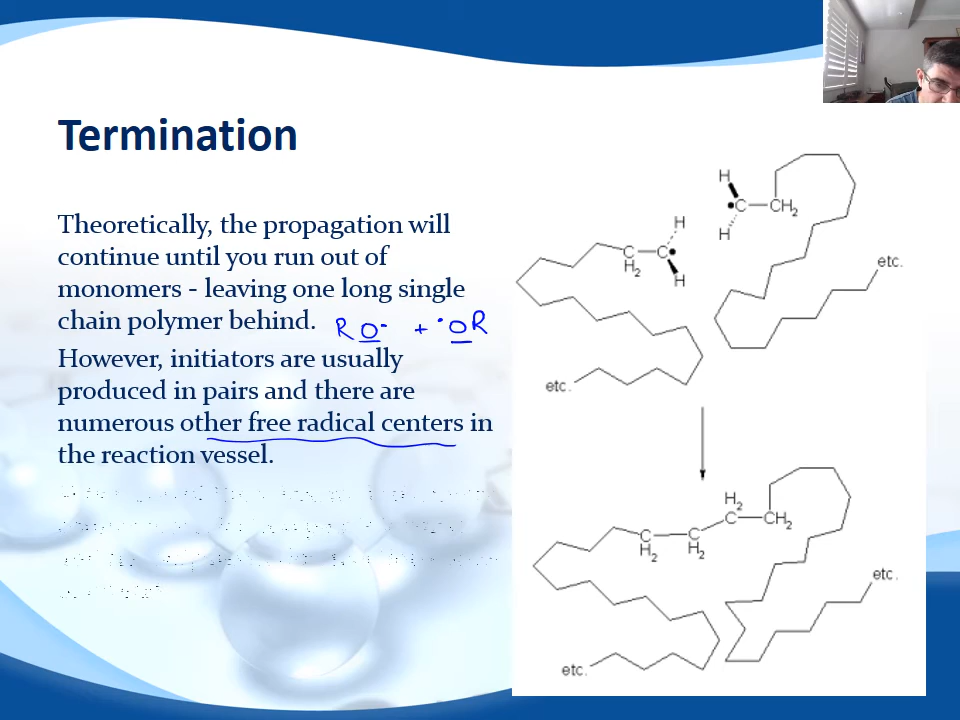 Termination
Theoretically, the propagation will
continue until you run out of
monomers - leaving one long single
chain polymer behind.
RO· + ·OR
However, initiators are usually
produced in pairs and there are
numerous other free radical centers in
the reaction vessel.
H
•C CH2
H
H
C C•
H2
H
etc.
etc.
H2
C CH2
C C
H2 H2
etc.
etc.